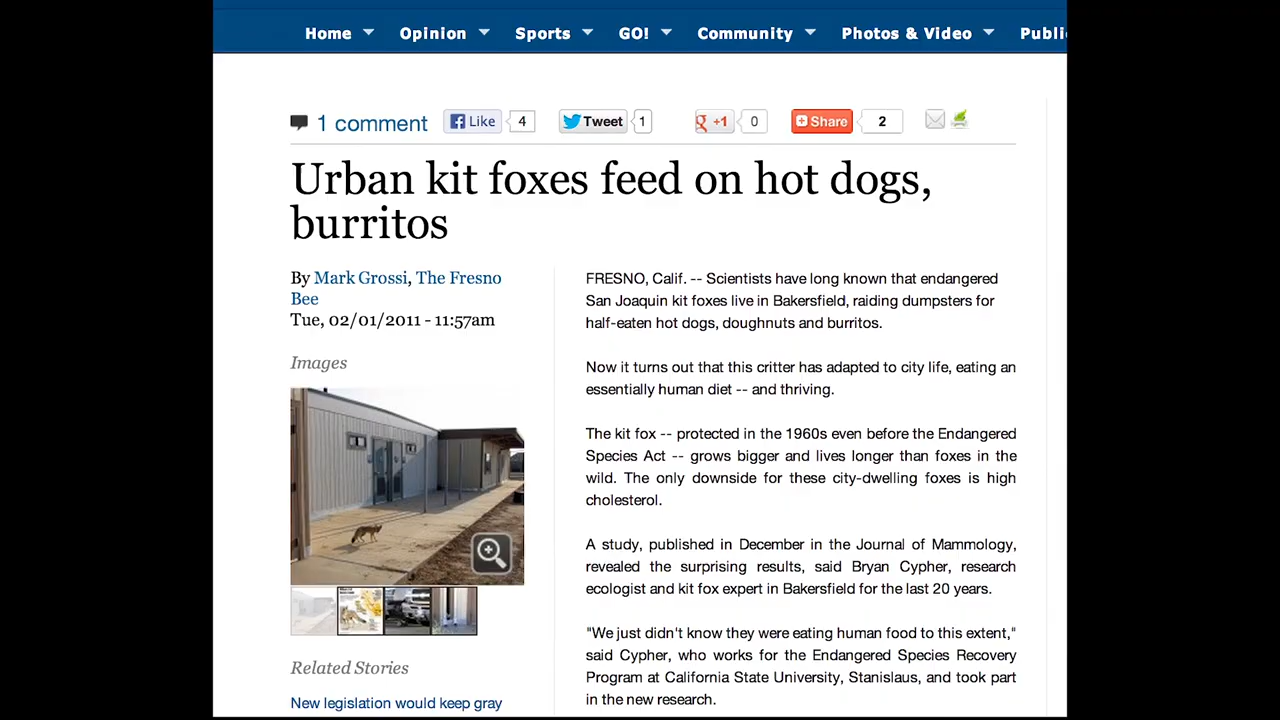 Home Opinion Sports GO! Community Photos & Video
1 comment Like 4 Tweet 1 +1 0 Share 2
Urban kit foxes feed on hot dogs,
burritos
By Mark Grossi, The Fresno
Bee
Tue, 02/01/2011 - 11:57am
Images
Related Stories
New legislation would keep gray
FRESNO, Calif. -- Scientists have long known that endangered
San Joaquin kit foxes live in Bakersfield, raiding dumpsters for
half-eaten hot dogs, doughnuts and burritos.
Now it turns out that this critter has adapted to city life, eating an
essentially human diet -- and thriving.
The kit fox -- protected in the 1960s even before the Endangered
Species Act -- grows bigger and lives longer than foxes in the
wild. The only downside for these city-dwelling foxes is high
cholesterol.
A study, published in December in the Journal of Mammology,
revealed the surprising results, said Bryan Cypher, research
ecologist and kit fox expert in Bakersfield for the last 20 years.
"We just didn't know they were eating human food to this extent,"
said Cypher, who works for the Endangered Species Recovery
Program at California State University, Stanislaus, and took part
in the new research.